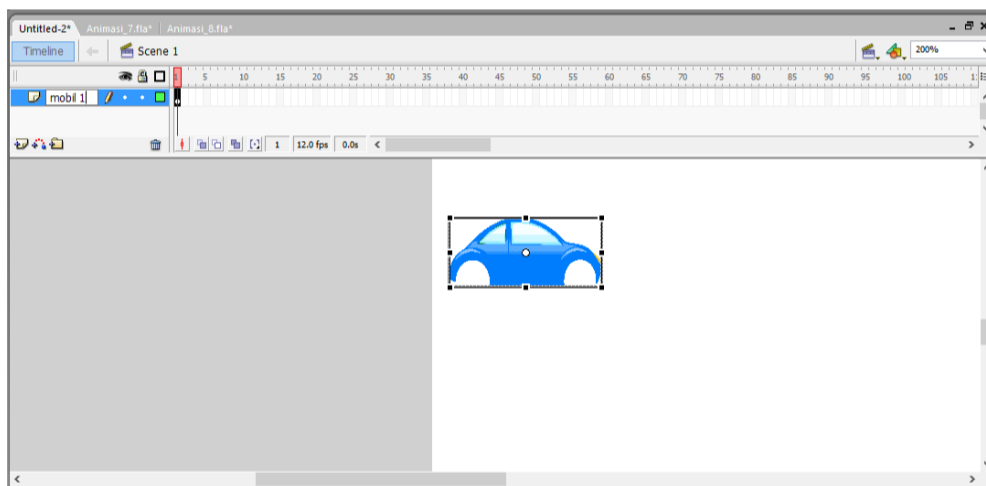 Untitled-2* Animasi_7.fla* Animasi_8.fla*
Timeline Scene 1 200%
1 5 10 15 20 25 30 35 40 45 50 55 60 65 70 75 80 85 90 95 100 105
mobil 1
1 12.0 fps 0.0s